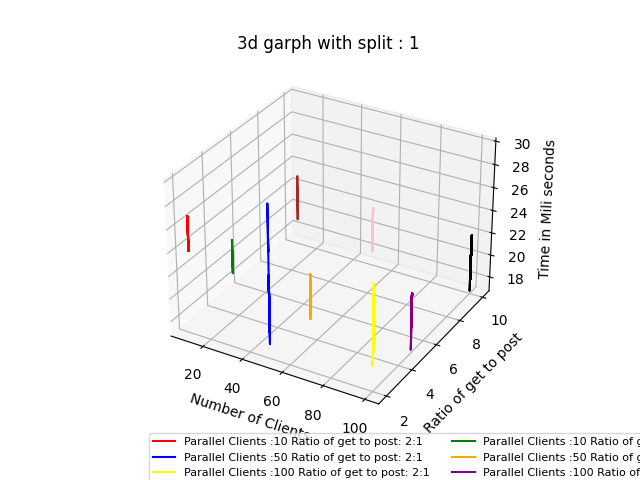 3d garph with split : 1
30
28
26
24
22
20
18
Time in Mili seconds
10
8
6
4
2
Ratio of get to post
20
40
60
80
100
Number of Clients
Parallel Clients :10 Ratio of get to post: 2:1
Parallel Clients :10 Ratio of g
Parallel Clients :50 Ratio of get to post: 2:1
Parallel Clients :50 Ratio of g
Parallel Clients :100 Ratio of get to post: 2:1
Parallel Clients :100 Ratio of